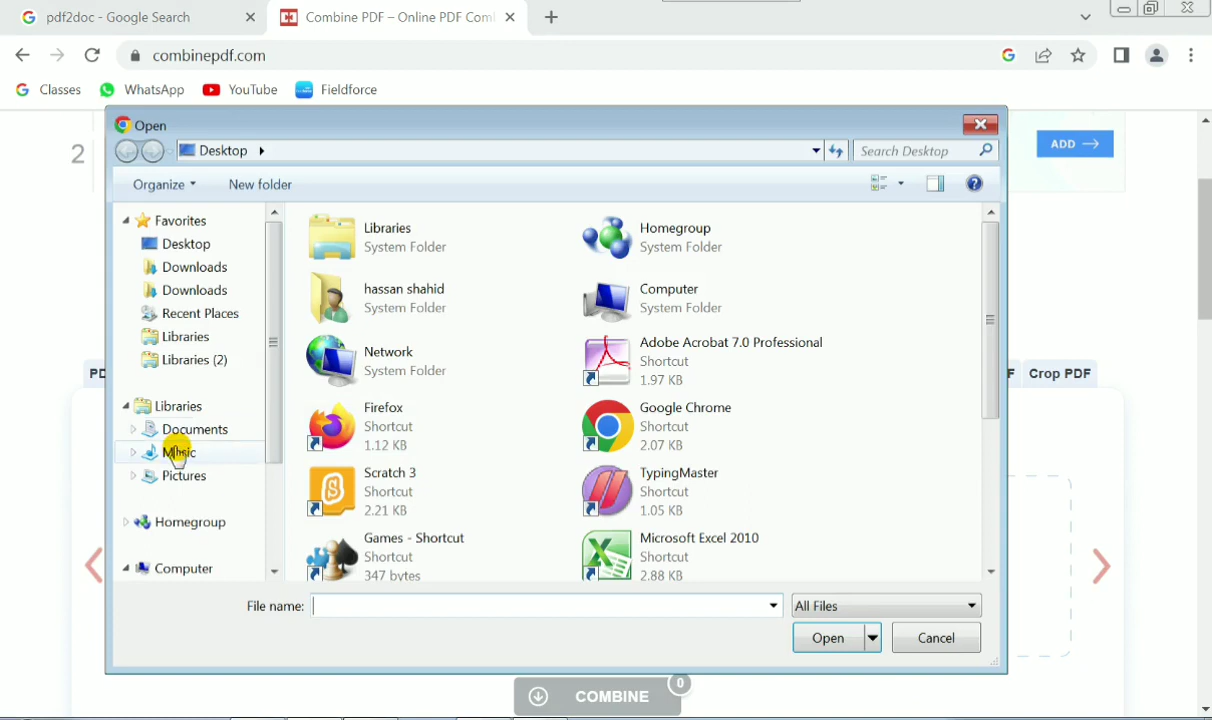 pdf2doc - Google Search
Combine PDF – Online PDF Com
combinepdf.com
Classes
WhatsApp
YouTube
Fieldforce
2
ADD
Open
Desktop
Search Desktop
Organize
New folder
Favorites
Desktop
Downloads
Downloads
Recent Places
Libraries
Libraries (2)
Libraries
Documents
Music
Pictures
Homegroup
Computer
Libraries
System Folder
Homegroup
System Folder
hassan shahid
System Folder
Computer
System Folder
Network
System Folder
Adobe Acrobat 7.0 Professional
Shortcut
1.97 KB
Firefox
Shortcut
1.12 KB
Google Chrome
Shortcut
2.07 KB
Scratch 3
Shortcut
2.21 KB
TypingMaster
Shortcut
1.05 KB
Games - Shortcut
Shortcut
347 bytes
Microsoft Excel 2010
Shortcut
2.88 KB
PD
F
Crop PDF
File name:
All Files
Open
Cancel
COMBINE
0